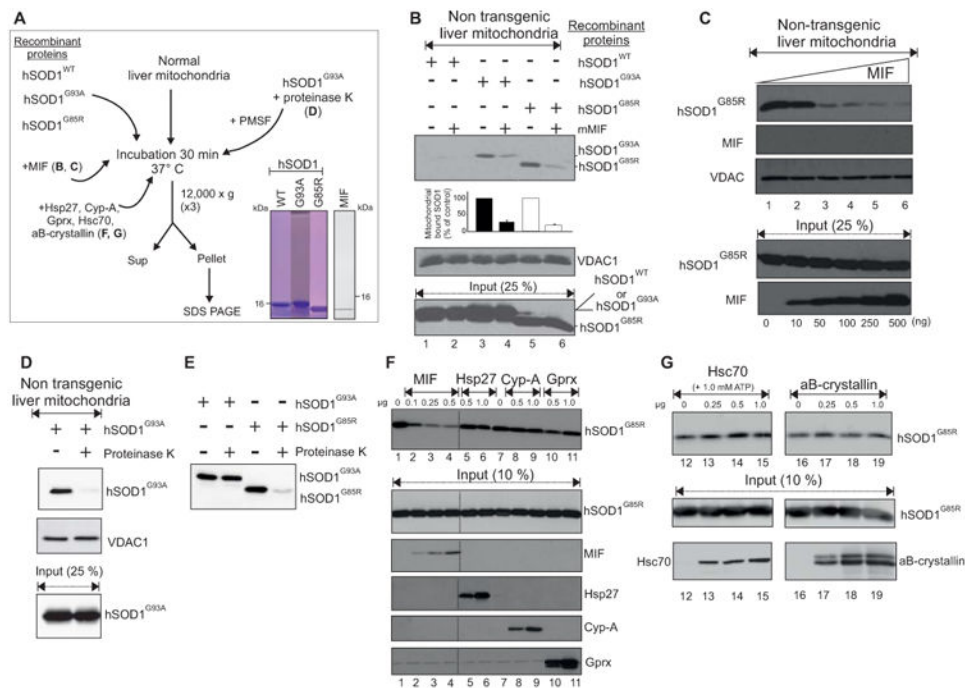 A
Recombinant
proteins
hSOD1WT
hSOD1G93A
hSOD1G85R
Normal
liver mitochondria
hSOD1G93A
+ proteinase K
(D)
+ PMSF
Incubation 30 min
37° C
+MIF (B, C)
+Hsp27, Cyp-A,
Gprx, Hsc70,
aB-crystallin (F, G)
12,000 x g
(x3)
Sup
Pellet
SDS PAGE
hSOD1
kDa WT G93A G85R MIF kDa
16 16
B
Non transgenic
liver mitochondria
Recombinant
proteins
+ + - - - - hSOD1WT
- - + + - - hSOD1G93A
- - - - + + hSOD1G85R
- + - + - + mMIF
hSOD1G93A
hSOD1G85R
Mitochondrial
bound SOD1
(% of control)
100
50
0
VDAC1
Input (25 %)
hSOD1WT
or
hSOD1G93A
hSOD1G85R
1 2 3 4 5 6
C
Non-transgenic
liver mitochondria
MIF
hSOD1G85R
MIF
VDAC
1 2 3 4 5 6
Input (25 %)
hSOD1G85R
MIF
0 10 50 100 250 500 (ng)
D
Non transgenic
liver mitochondria
+ + hSOD1G93A
- + Proteinase K
hSOD1G93A
VDAC1
Input (25 %)
hSOD1G93A
E
+ + - - hSOD1G93A
- - + + hSOD1G85R
- + - + Proteinase K
hSOD1G93A
hSOD1G85R
F
MIF Hsp27 Cyp-A Gprx
µg 0 0.1 0.25 0.5 0.5 1.0 0 0.5 1.0 0.5 1.0
hSOD1G85R
1 2 3 4 5 6 7 8 9 10 11
Input (10 %)
hSOD1G85R
MIF
Hsp27
Cyp-A
Gprx
1 2 3 4 5 6 7 8 9 10 11
G
Hsc70
(+ 1.0 mM ATP)
aB-crystallin
µg 0 0.25 0.5 1.0 0 0.25 0.5 1.0
hSOD1G85R
12 13 14 15 16 17 18 19
Input (10 %)
hSOD1G85R
Hsc70
aB-crystallin
12 13 14 15 16 17 18 19